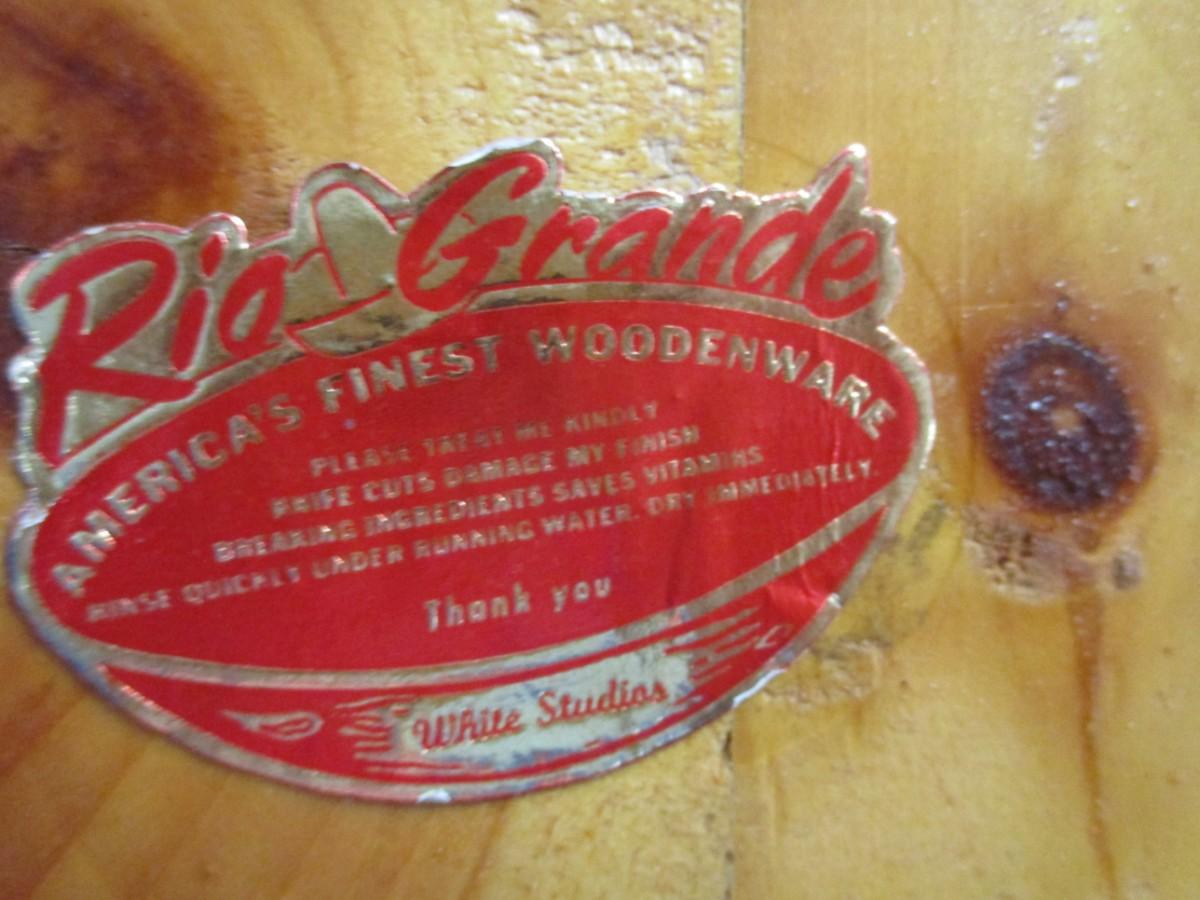 Rio Grande
AMERICA'S FINEST WOODENWARE
PLEASE TREAT ME KINDLY
KNIFE CUTS DAMAGE MY FINISH
BREAKING INGREDIENTS SAVES VITAMINS
RINSE QUICKLY UNDER RUNNING WATER. DRY IMMEDIATELY.
Thank you
White Studios